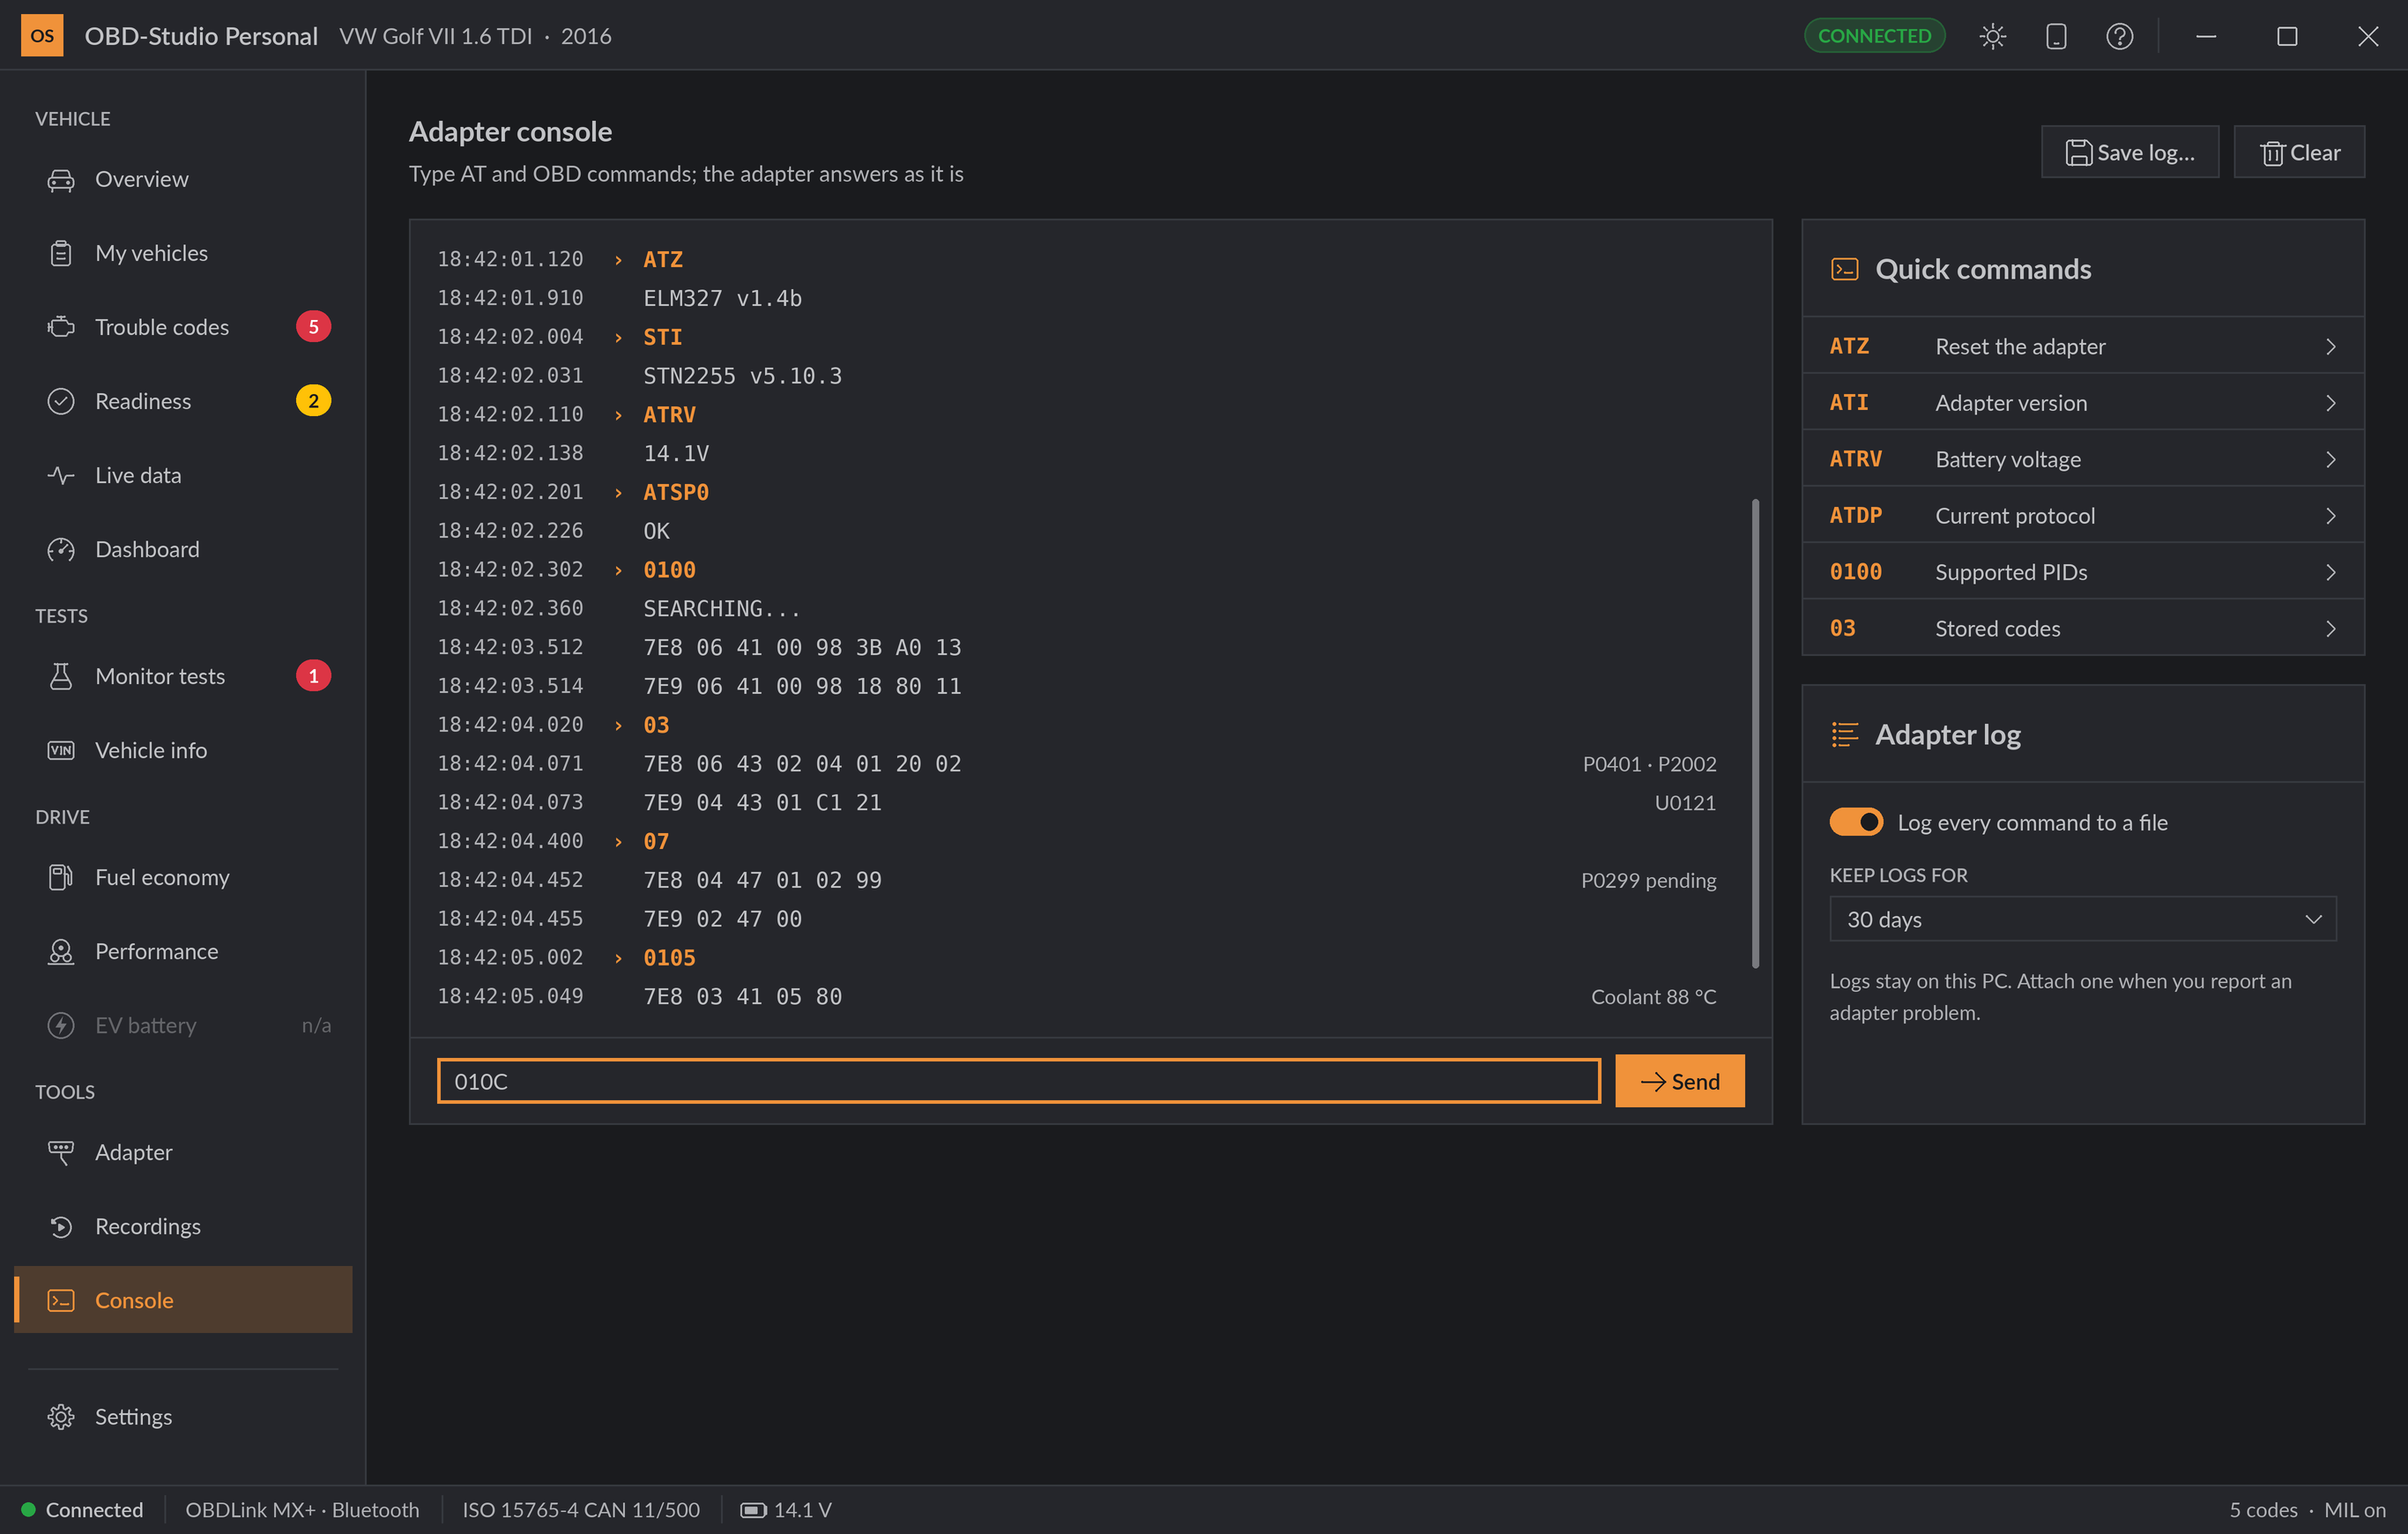 OS OBD-Studio Personal VW Golf VII 1.6 TDI · 2016 CONNECTED
VEHICLE
Overview
My vehicles
Trouble codes 5
Readiness 2
Live data
Dashboard
TESTS
Monitor tests 1
VIN Vehicle info
DRIVE
Fuel economy
Performance
EV battery n/a
TOOLS
Adapter
Recordings
Console
Settings
Adapter console
Type AT and OBD commands; the adapter answers as it is
Save log...
Clear
18:42:01.120 › ATZ
18:42:01.910 ELM327 v1.4b
18:42:02.004 › STI
18:42:02.031 STN2255 v5.10.3
18:42:02.110 › ATRV
18:42:02.138 14.1V
18:42:02.201 › ATSP0
18:42:02.226 OK
18:42:02.302 › 0100
18:42:02.360 SEARCHING...
18:42:03.512 7E8 06 41 00 98 3B A0 13
18:42:03.514 7E9 06 41 00 98 18 80 11
18:42:04.020 › 03
18:42:04.071 7E8 06 43 02 04 01 20 02 P0401 · P2002
18:42:04.073 7E9 04 43 01 C1 21 U0121
18:42:04.400 › 07
18:42:04.452 7E8 04 47 01 02 99 P0299 pending
18:42:04.455 7E9 02 47 00
18:42:05.002 › 0105
18:42:05.049 7E8 03 41 05 80 Coolant 88 °C
010C
Send
Quick commands
ATZ Reset the adapter
ATI Adapter version
ATRV Battery voltage
ATDP Current protocol
0100 Supported PIDs
03 Stored codes
Adapter log
Log every command to a file
KEEP LOGS FOR
30 days
Logs stay on this PC. Attach one when you report an
adapter problem.
Connected OBDLink MX+ · Bluetooth ISO 15765-4 CAN 11/500 14.1 V 5 codes · MIL on